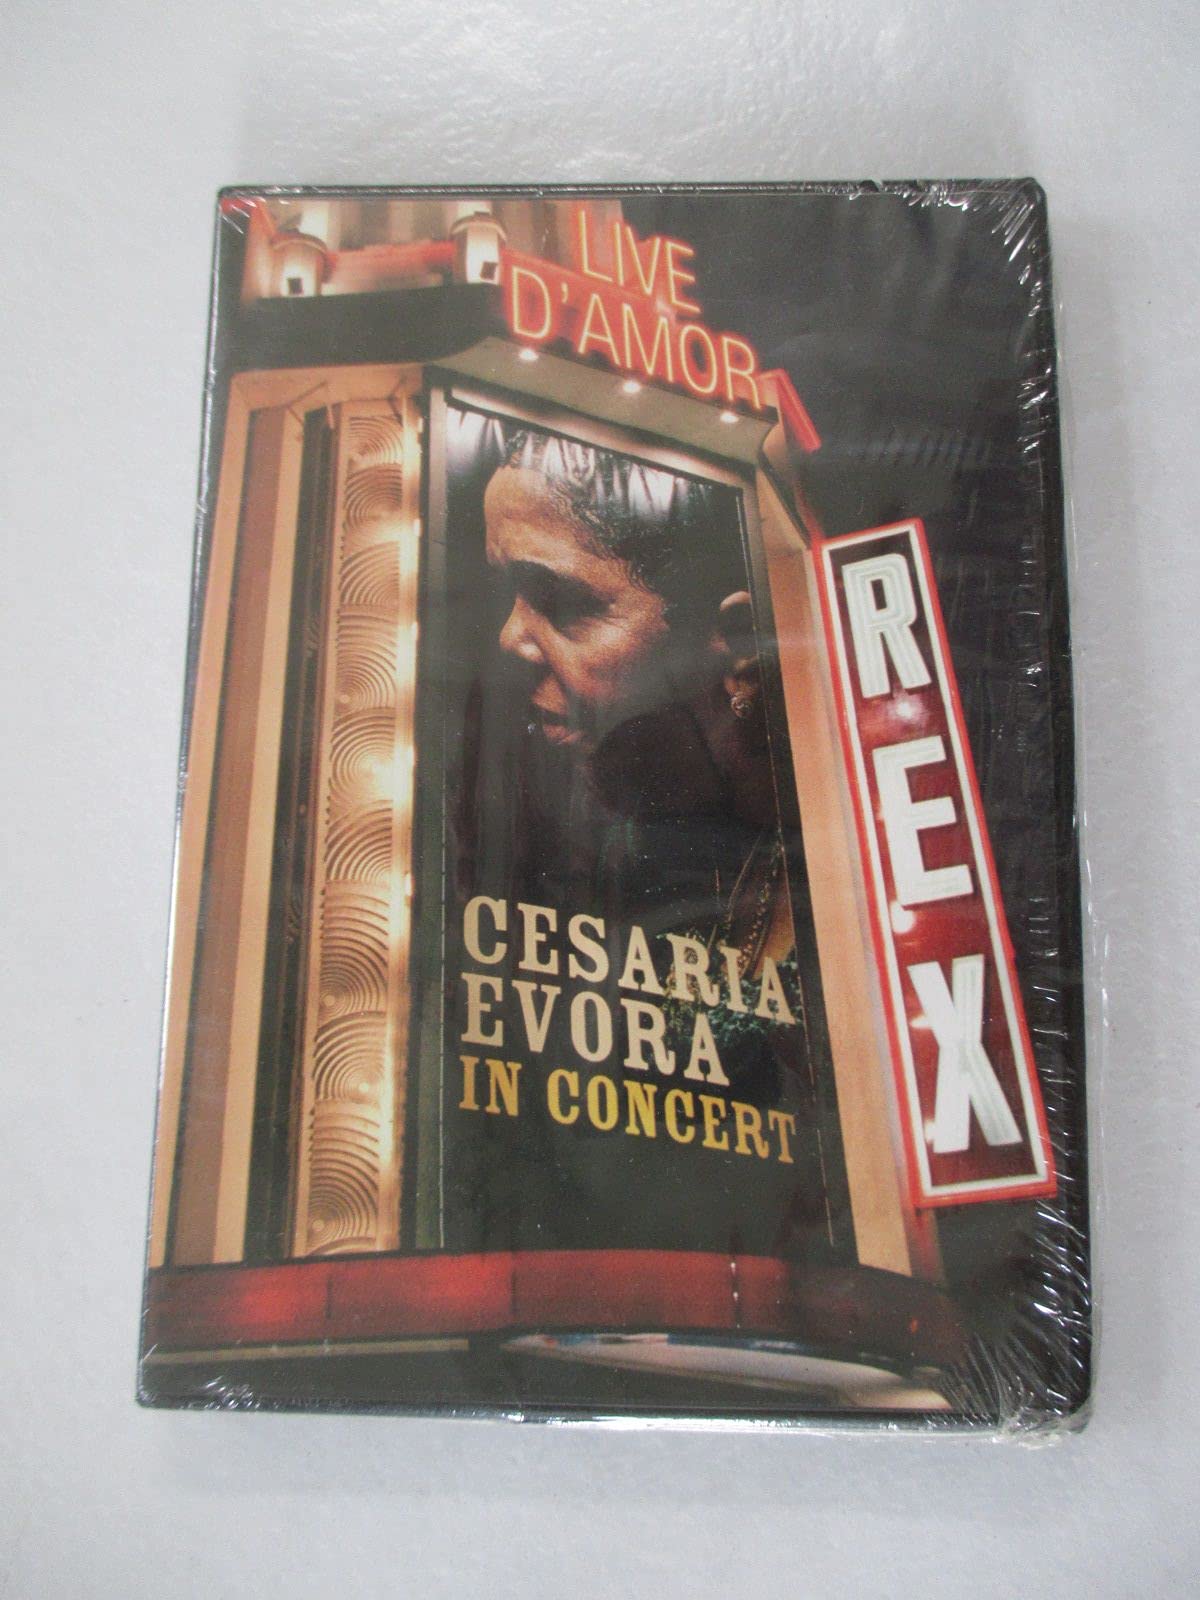 LIVE
D'AMOR
REX
CESARIA
EVORA
IN CONCERT